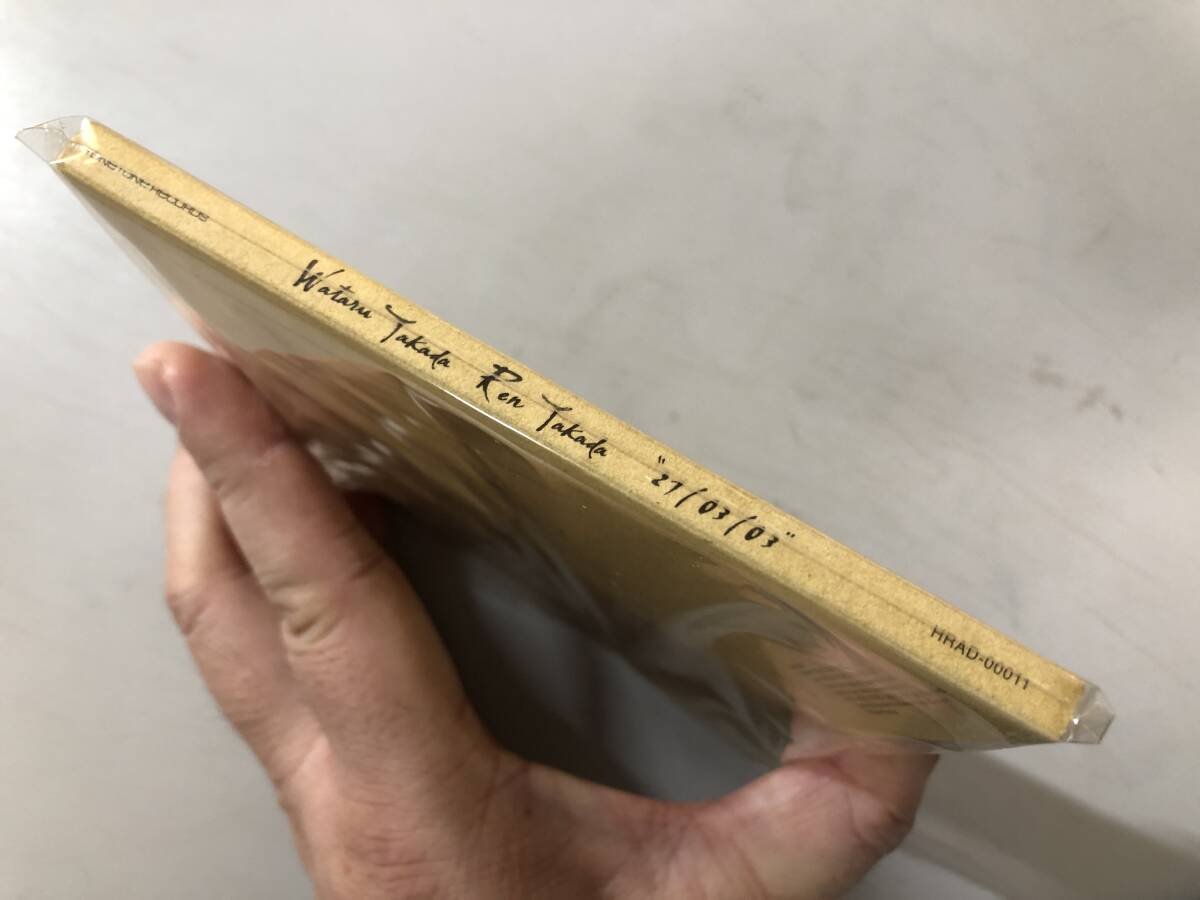 TONE TONE RECORDS
Wataru Takada Ren Takada "27/03/03"
HRAD-00011